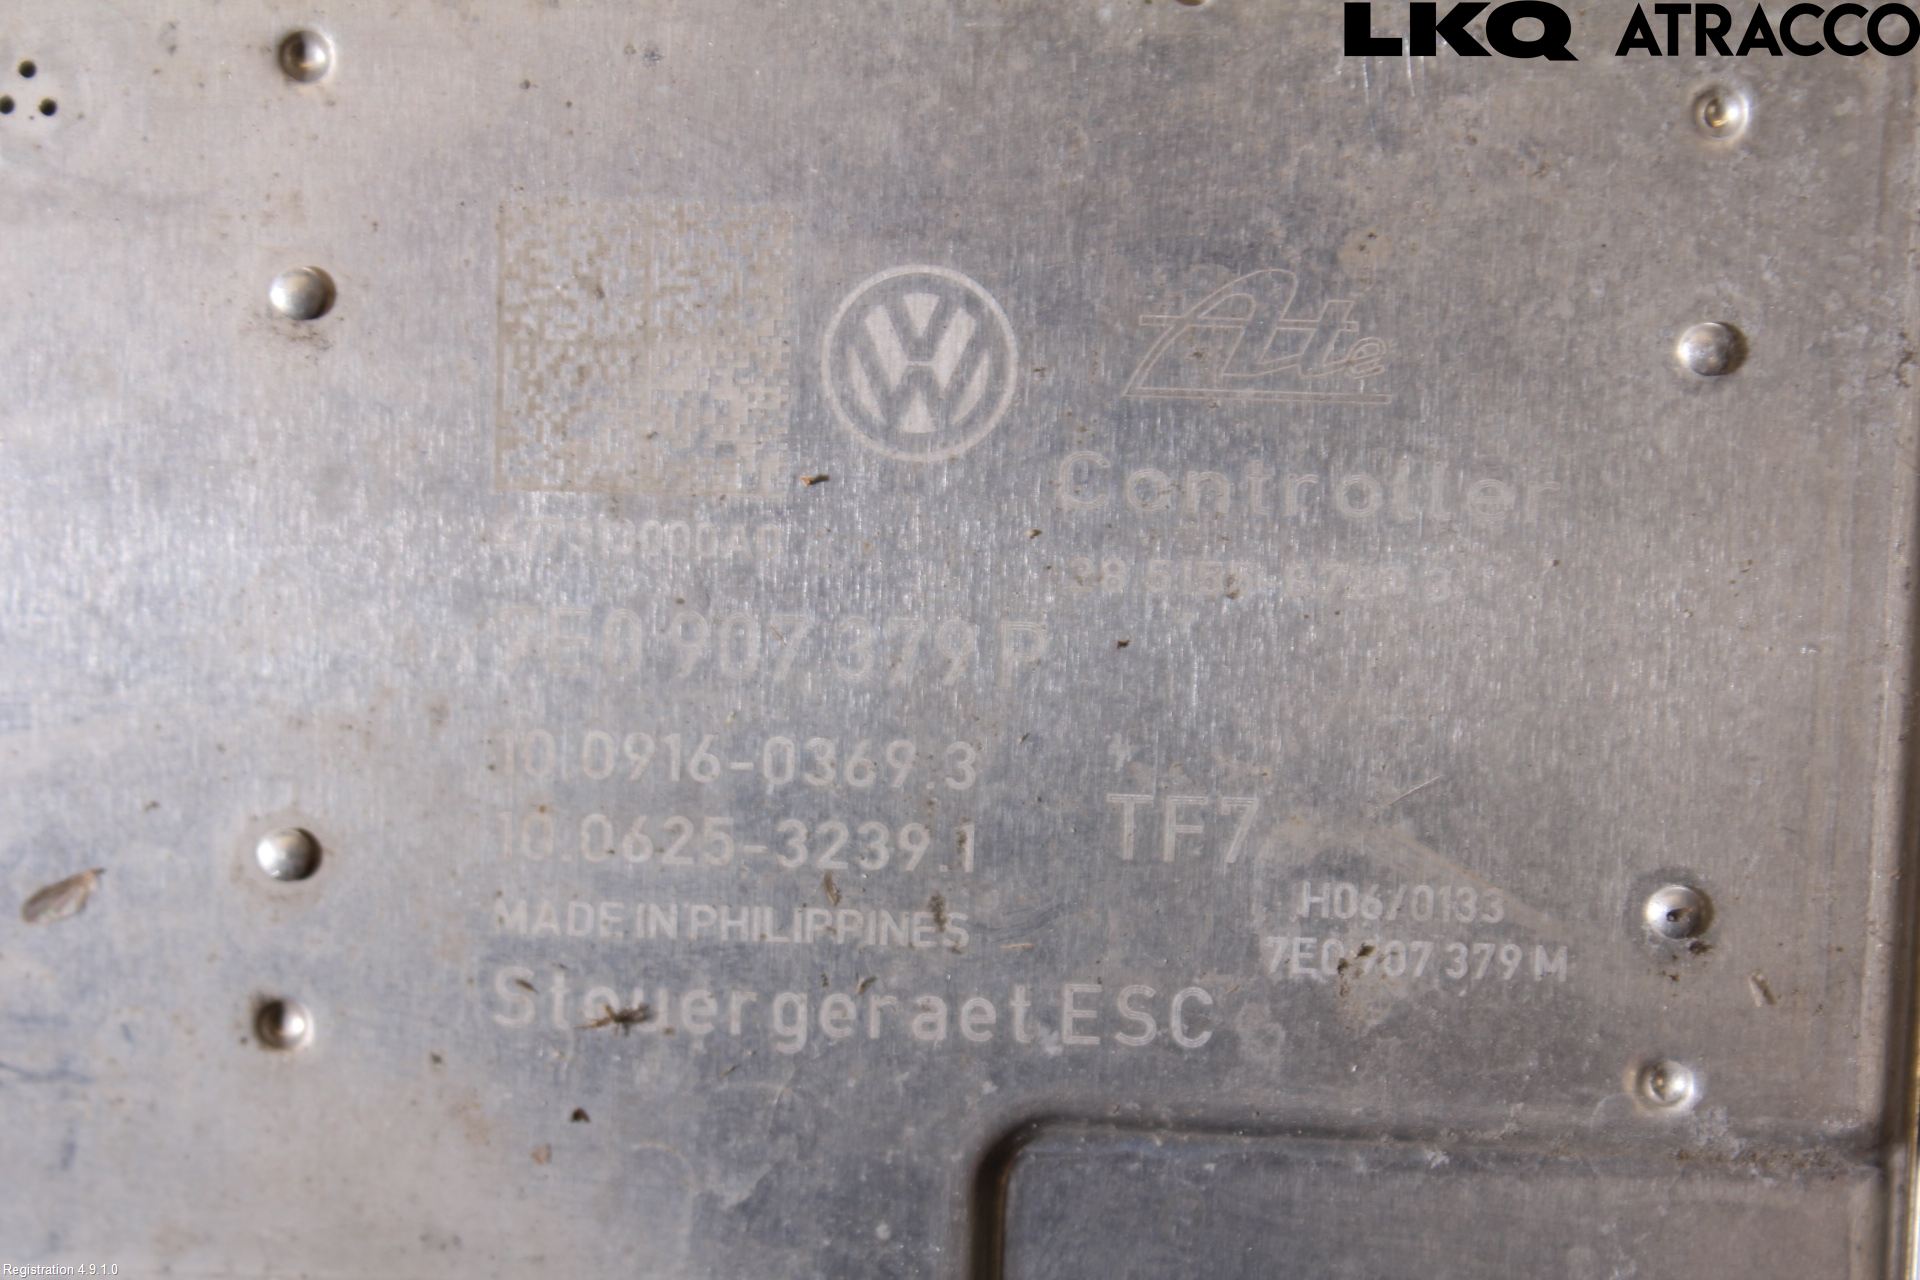 LKQ ATRACCO
Ate
Controller
7E0 907 379 P
10.0916-0369.3
10.0625-3239.1
TF7
MADE IN PHILIPPINES
H06/0133
7E0 907 379 M
Steuergeraet ESC
Registration 4.9.1.0